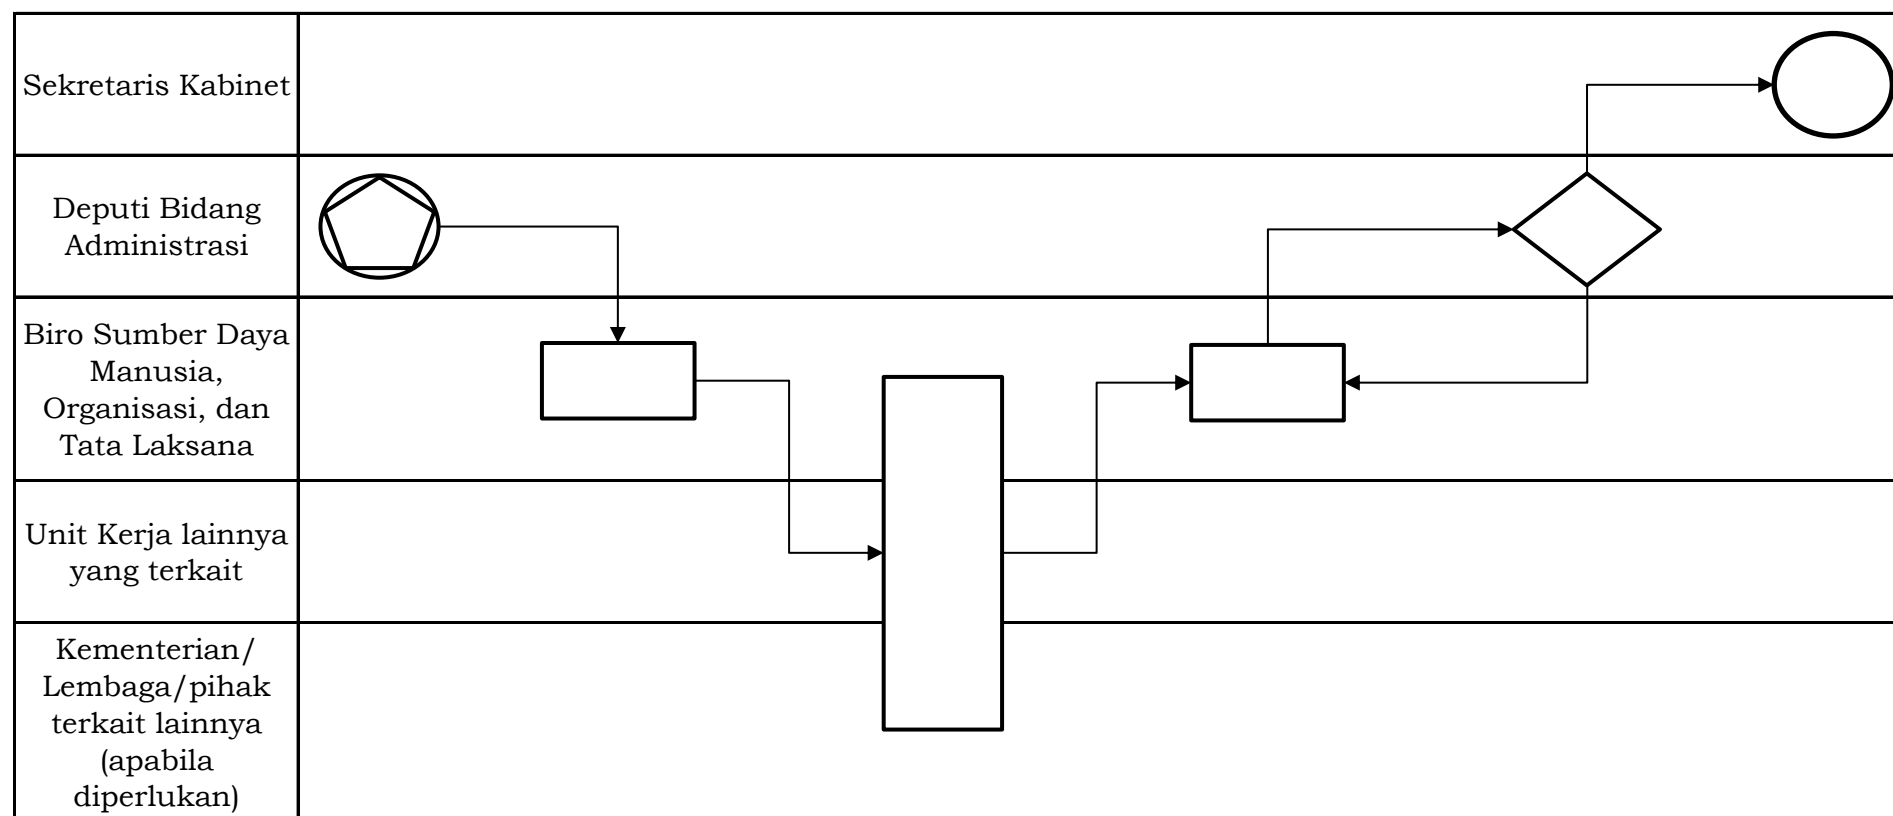 Sekretaris Kabinet
Deputi Bidang
Administrasi
Biro Sumber Daya
Manusia,
Organisasi, dan
Tata Laksana
Unit Kerja lainnya
yang terkait
Kementerian/
Lembaga/pihak
terkait lainnya
(apabila
diperlukan)